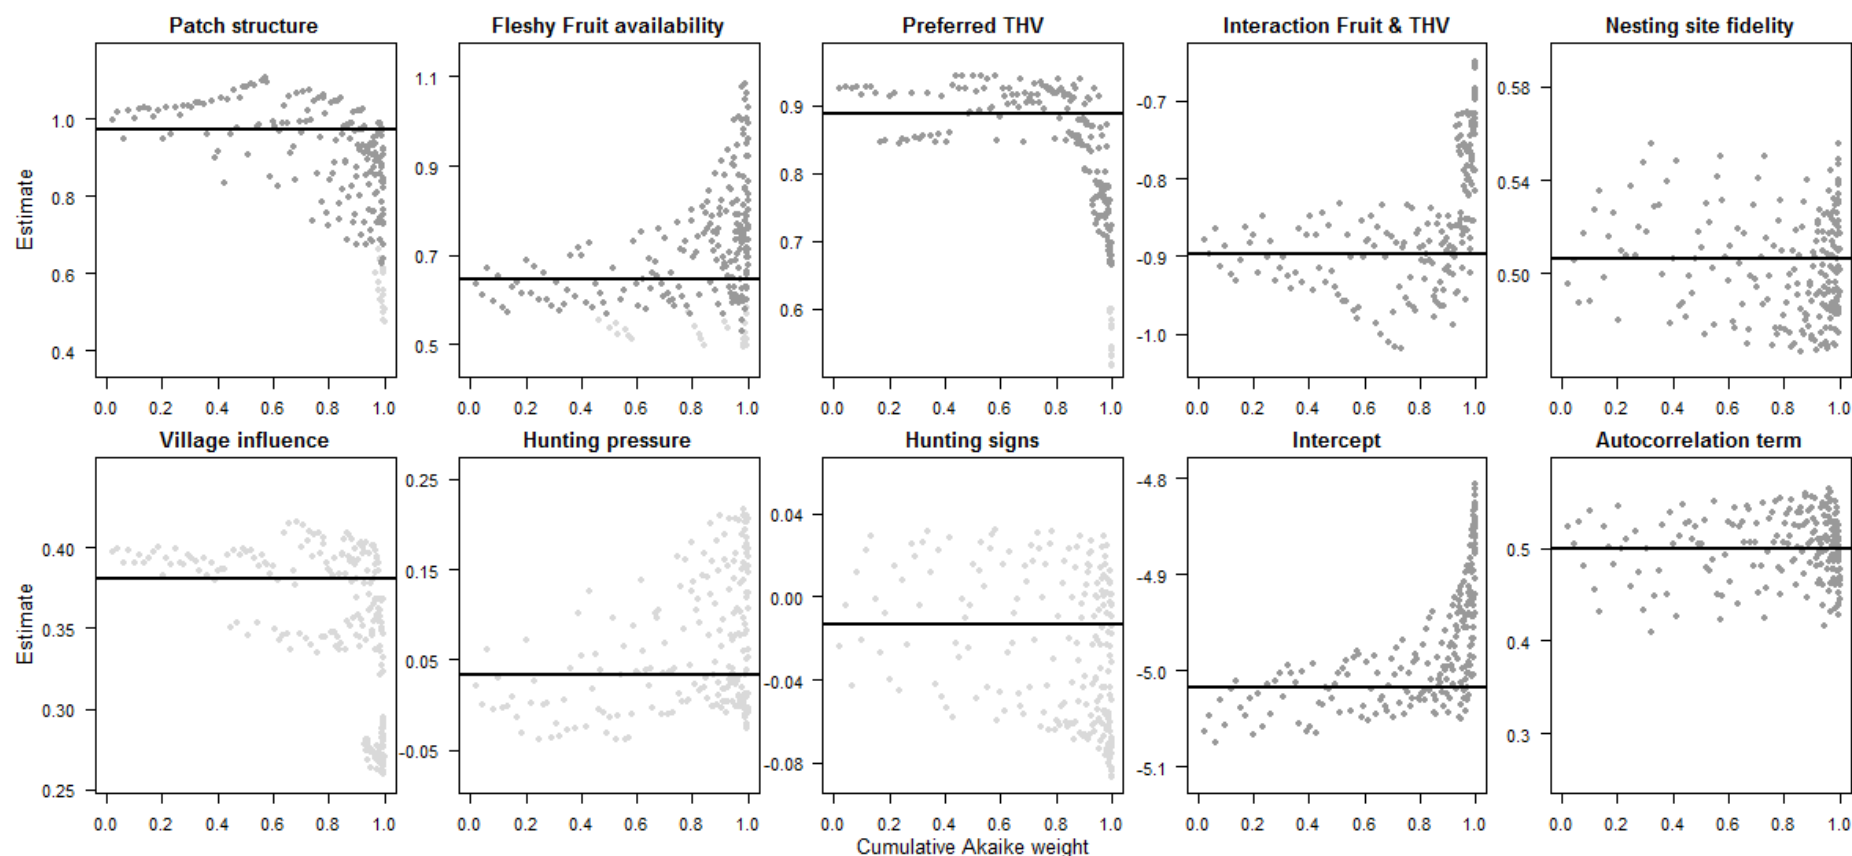 Patch structure
Fleshy Fruit availability
Preferred THV
Interaction Fruit & THV
Nesting site fidelity
Estimate
1.0
0.8
0.6
0.4
0.0 0.2 0.4 0.6 0.8 1.0
1.1
0.9
0.7
0.5
0.0 0.2 0.4 0.6 0.8 1.0
0.9
0.8
0.7
0.6
0.0 0.2 0.4 0.6 0.8 1.0
-0.7
-0.8
-0.9
-1.0
0.0 0.2 0.4 0.6 0.8 1.0
0.58
0.54
0.50
0.0 0.2 0.4 0.6 0.8 1.0
Village influence
Hunting pressure
Hunting signs
Intercept
Autocorrelation term
Estimate
0.40
0.35
0.30
0.25
0.0 0.2 0.4 0.6 0.8 1.0
0.25
0.15
0.05
-0.05
0.0 0.2 0.4 0.6 0.8 1.0
0.04
0.00
-0.04
-0.08
0.0 0.2 0.4 0.6 0.8 1.0
-4.8
-4.9
-5.0
-5.1
0.0 0.2 0.4 0.6 0.8 1.0
0.5
0.4
0.3
0.0 0.2 0.4 0.6 0.8 1.0
Cumulative Akaike weight